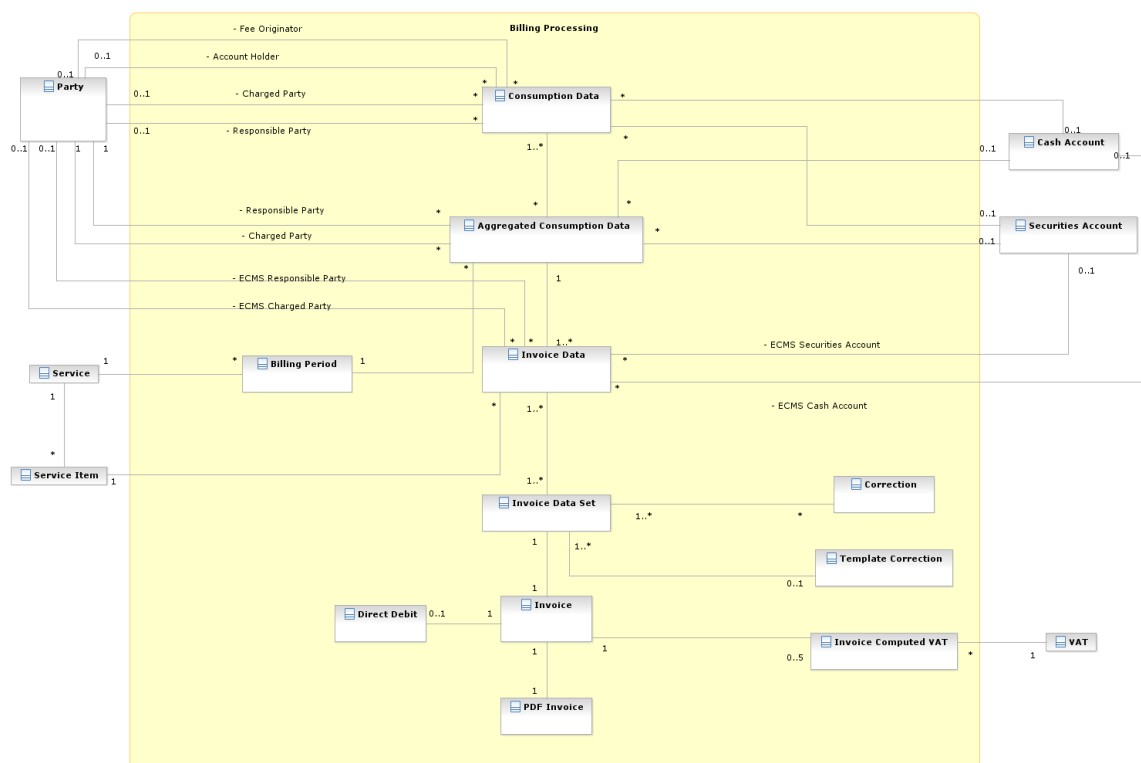 Billing Processing
- Fee Originator
0..1
- Account Holder
0..1
Party
* *
0..1
- Charged Party
*
Consumption Data
*
0..1
- Responsible Party
*
0..1
*
1..*
Cash Account
0..1
0..1
0..1 0..1 1 1
- Responsible Party
*
*
*
0..1
- Charged Party
*
Aggregated Consumption Data
*
0..1
Securities Account
*
1
0..1
- ECMS Responsible Party
- ECMS Charged Party
* *
1..*
- ECMS Securities Account
Invoice Data
*
1
*
Billing Period
1
Service
*
1
*
1..*
- ECMS Cash Account
*
Service Item
1
1..*
Correction
Invoice Data Set
1..*
*
1
1..*
Template Correction
0..1
1
Invoice
Direct Debit
0..1
1
1
1
Invoice Computed VAT
0..5
*
VAT
1
1
PDF Invoice